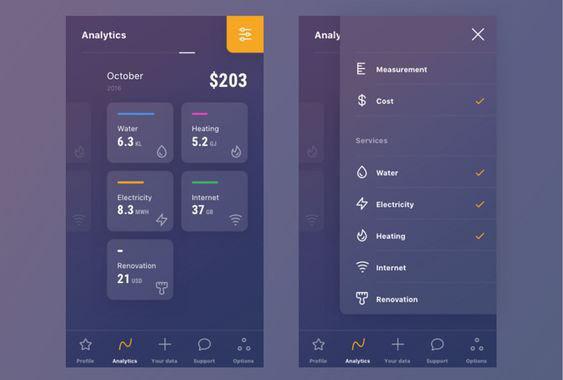 Analytics
October
2016
$203
Water
6.3 KL
Heating
5.2 GJ
Electricity
8.3 MWH
Internet
37 GB
Renovation
21 USD
Profile
Analytics
Your data
Support
Options
Analy
Measurement
Cost
Services
Water
Electricity
Heating
Internet
Renovation
Profile
Analytics
Your data
Support
Options